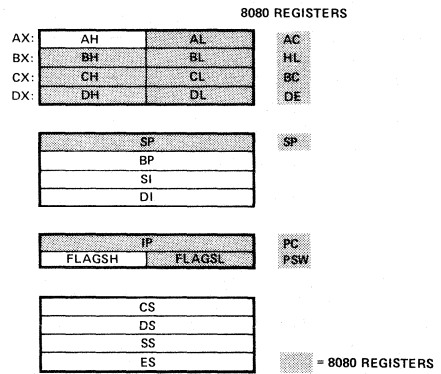 8080 REGISTERS
AX: AH AL AC
BX: BH BL HL
CX: CH CL BC
DX: DH DL DE
SP SP
BP
SI
DI
IP PC
FLAGSH FLAGSL PSW
CS
DS
SS
ES = 8080 REGISTERS